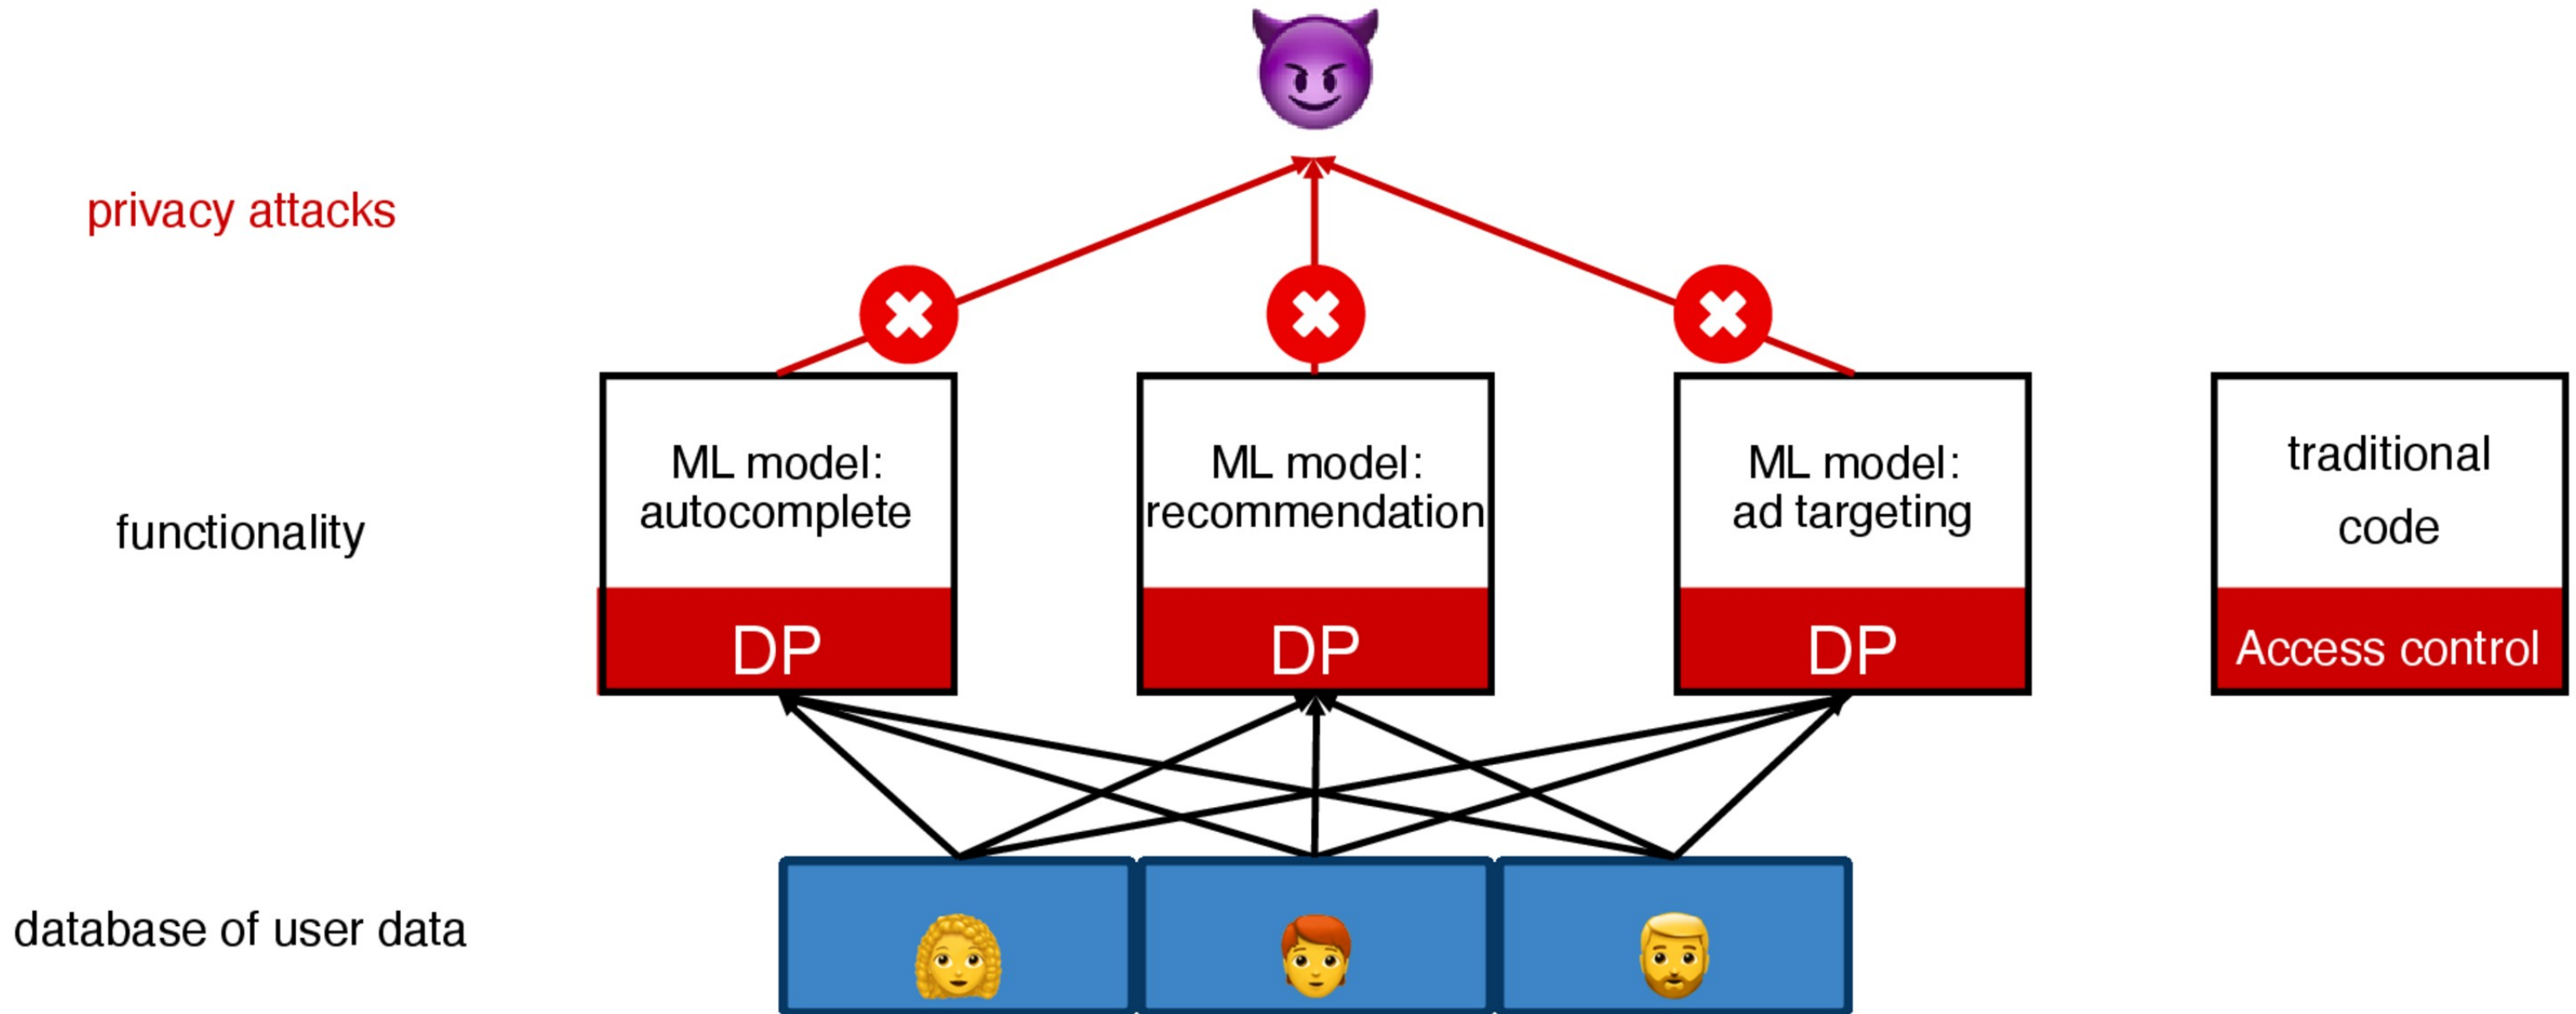 privacy attacks
ML model:
autocomplete
DP
ML model:
recommendation
DP
ML model:
ad targeting
DP
traditional
code
Access control
functionality
database of user data